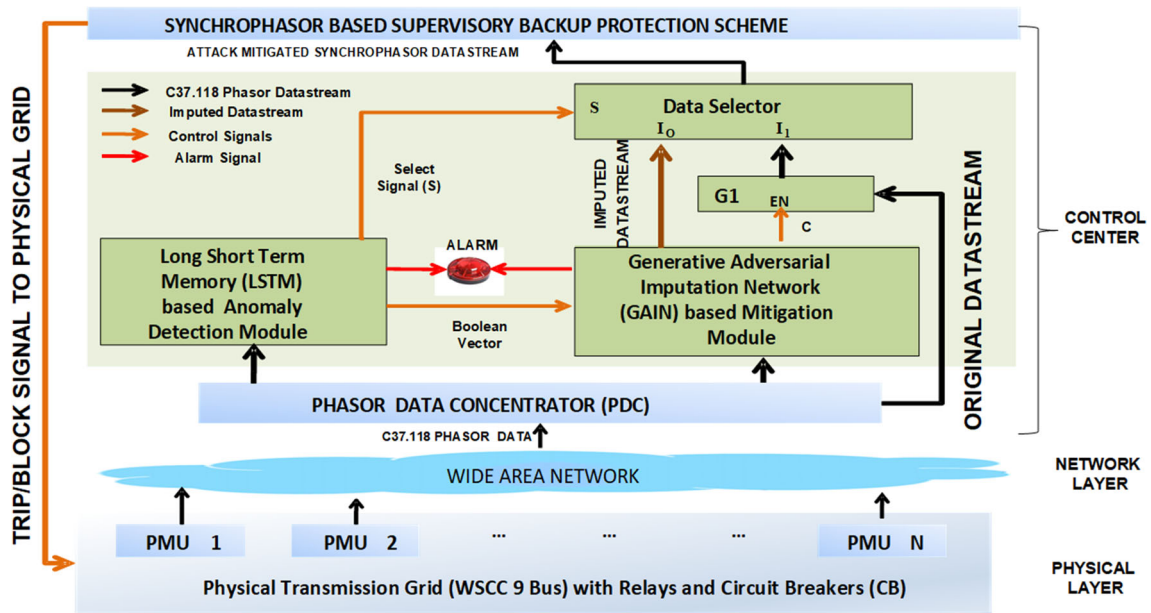 SYNCHROPHASOR BASED SUPERVISORY BACKUP PROTECTION SCHEME
ATTACK MITIGATED SYNCHROPHASOR DATASTREAM
TRIP/BLOCK SIGNAL TO PHYSICAL GRID
C37.118 Phasor Datastream
Imputed Datastream
Control Signals
Alarm Signal
S
Data Selector
I0
I1
Select
Signal (S)
IMPUTED
DATASTREAM
G1
EN
C
ORIGINAL DATASTREAM
CONTROL
CENTER
Long Short Term
Memory (LSTM)
based Anomaly
Detection Module
ALARM
Boolean
Vector
Generative Adversarial
Imputation Network
(GAIN) based Mitigation
Module
PHASOR DATA CONCENTRATOR (PDC)
C37.118 PHASOR DATA
WIDE AREA NETWORK
NETWORK
LAYER
PMU 1
PMU 2
...
...
...
PMU N
Physical Transmission Grid (WSCC 9 Bus) with Relays and Circuit Breakers (CB)
PHYSICAL
LAYER